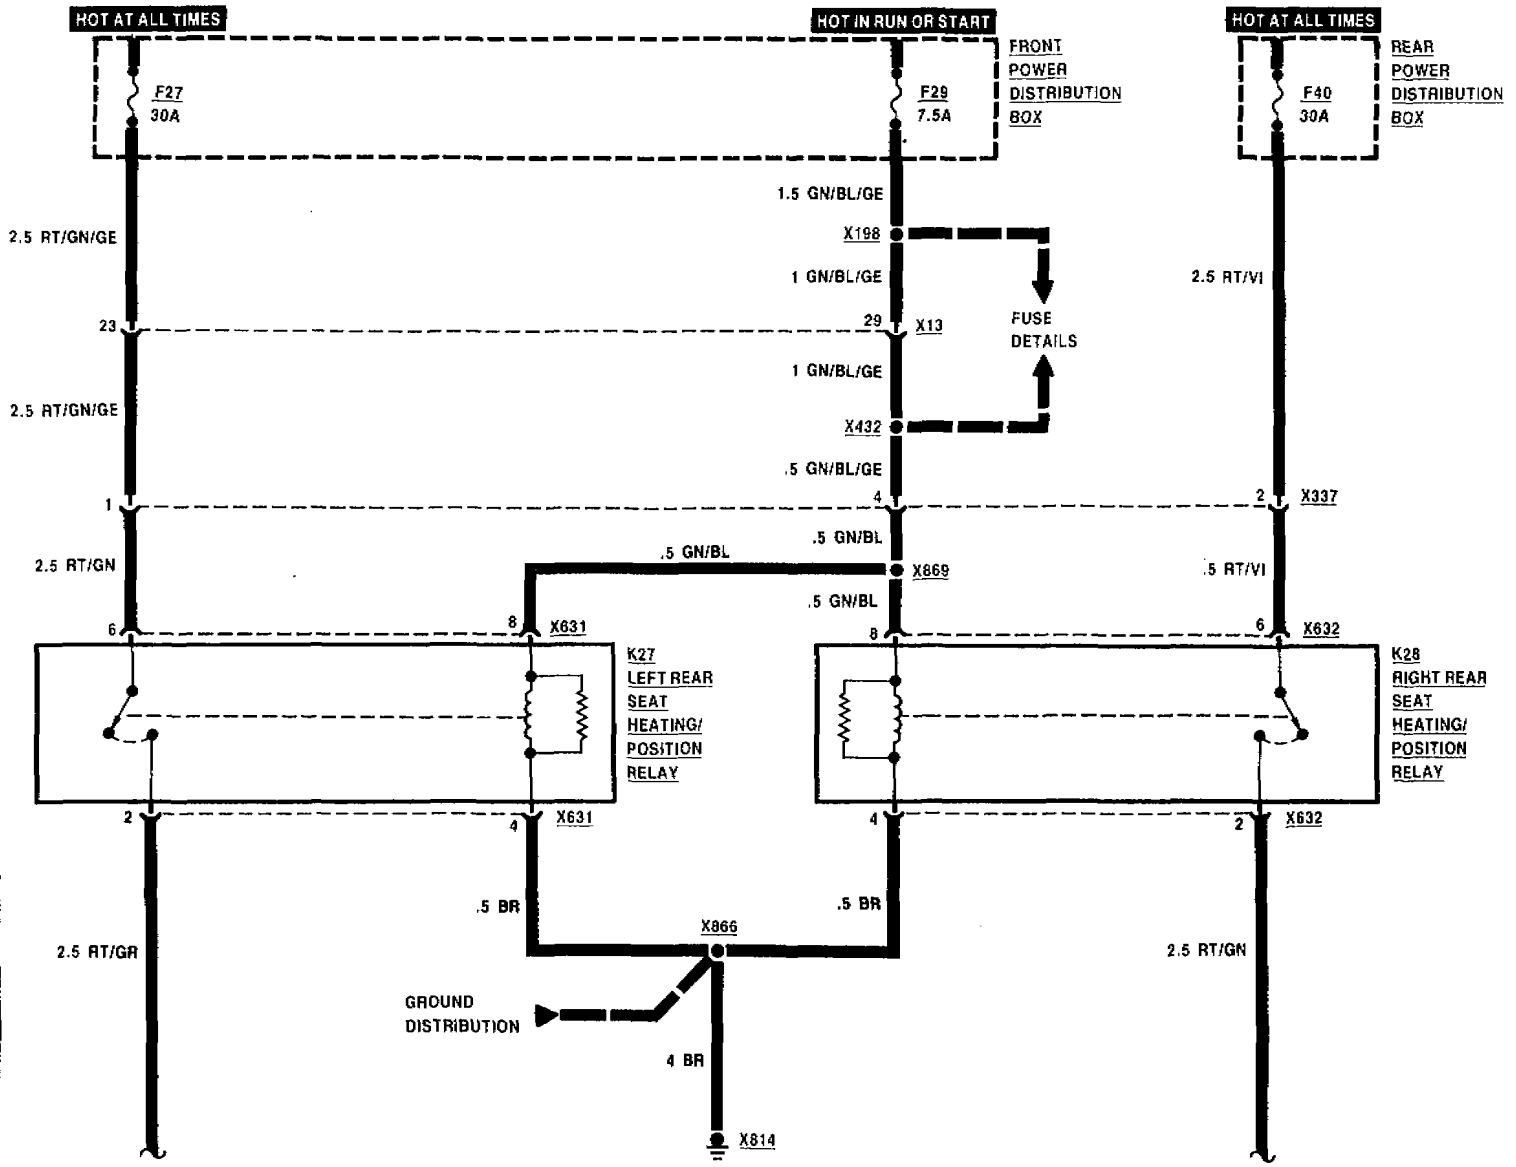 HOT AT ALL TIMES
HOT IN RUN OR START
HOT AT ALL TIMES
F27
30A
F29
7.5A
FRONT
POWER
DISTRIBUTION
BOX
F40
30A
REAR
POWER
DISTRIBUTION
BOX
1.5 GN/BL/GE
2.5 RT/GN/GE
X198
1 GN/BL/GE
2.5 RT/VI
23
29
X13
FUSE
DETAILS
1 GN/BL/GE
2.5 RT/GN/GE
X432
.5 GN/BL/GE
1
4
2
X337
.5 GN/BL
.5 GN/BL
2.5 RT/GN
X869
.5 RT/VI
.5 GN/BL
6
8
X631
8
6
X632
K27
LEFT REAR
SEAT
HEATING/
POSITION
RELAY
K28
RIGHT REAR
SEAT
HEATING/
POSITION
RELAY
2
4
X631
4
2
X632
.5 BR
.5 BR
X866
2.5 RT/GR
2.5 RT/GN
GROUND
DISTRIBUTION
4 BR
X814